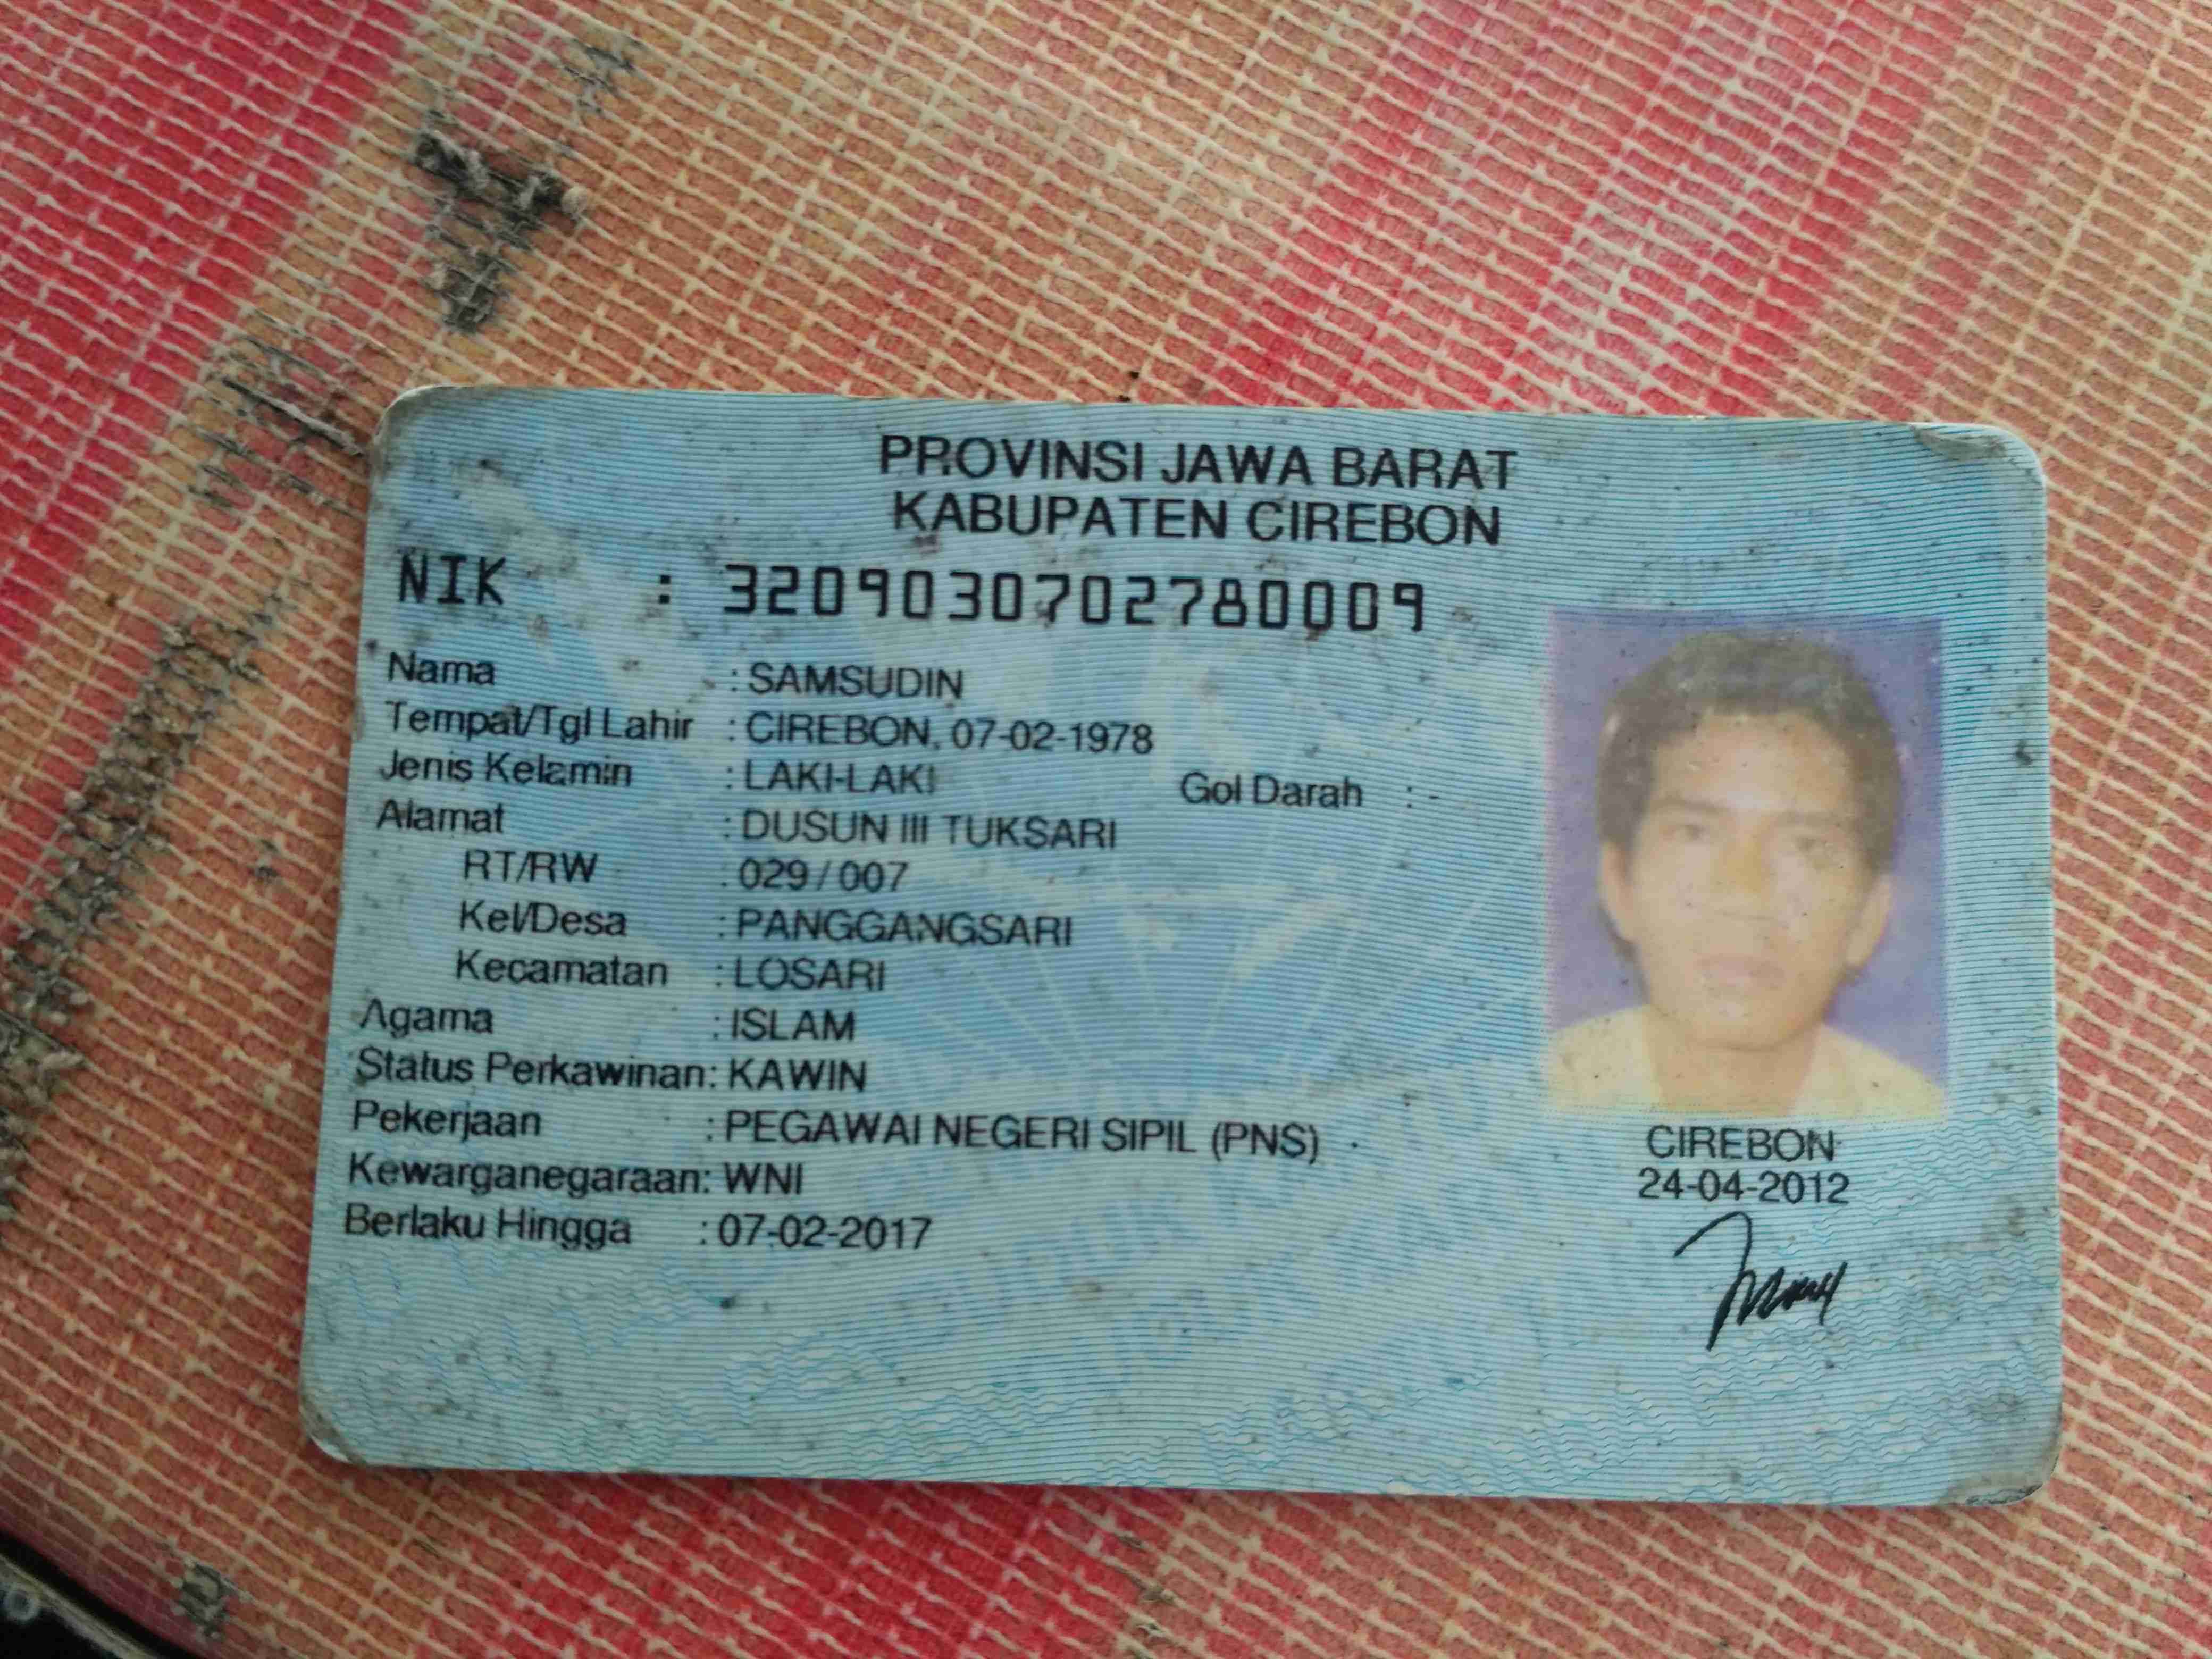 PROVINSI JAWA BARAT
KABUPATEN CIREBON
NIK : 3209030702780009
Nama : SAMSUDIN
Tempat/Tgl Lahir : CIREBON, 07-02-1978
Jenis Kelamin : LAKI-LAKI Gol Darah : -
Alamat : DUSUN III TUKSARI
RT/RW : 029 / 007
Kel/Desa : PANGGANGSARI
Kecamatan : LOSARI
Agama : ISLAM
Status Perkawinan: KAWIN
Pekerjaan : PEGAWAI NEGERI SIPIL (PNS)
Kewarganegaraan: WNI
Berlaku Hingga : 07-02-2017
CIREBON
24-04-2012